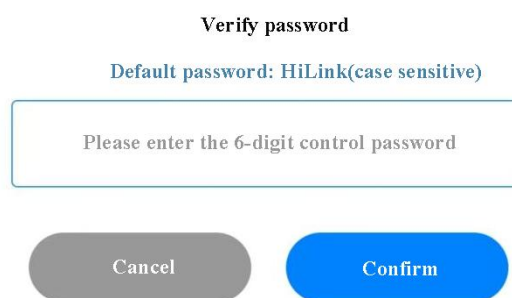 Verify password
Default password: HiLink(case sensitive)
Please enter the 6-digit control password
Cancel
Confirm